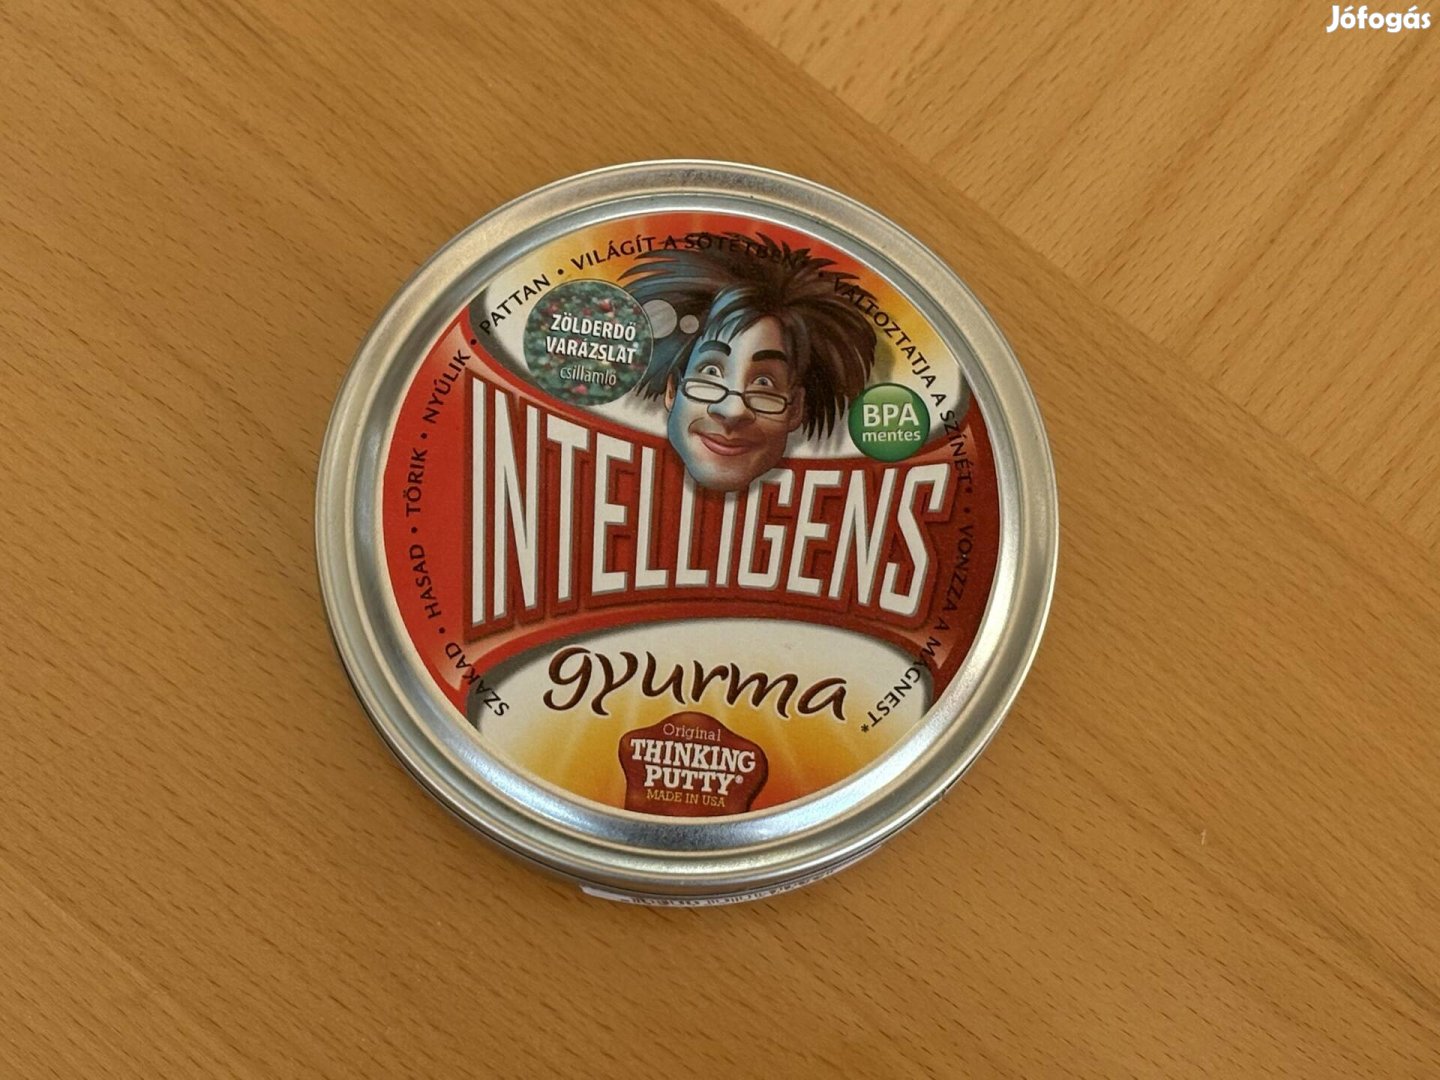 Jófogás
SZAKAD • HASAD • TÖRIK • NYÚLIK • PATTAN • VILÁGÍT A SÖTÉTBEN* • VÁLTOZTATJA A SZÍNÉT* • VONZZA A MÁGNEST*
ZÖLDERDŐ
VARÁZSLAT
csillámló
BPA
mentes
INTELLIGENS
gyurma
Original
THINKING
PUTTY®
MADE IN USA